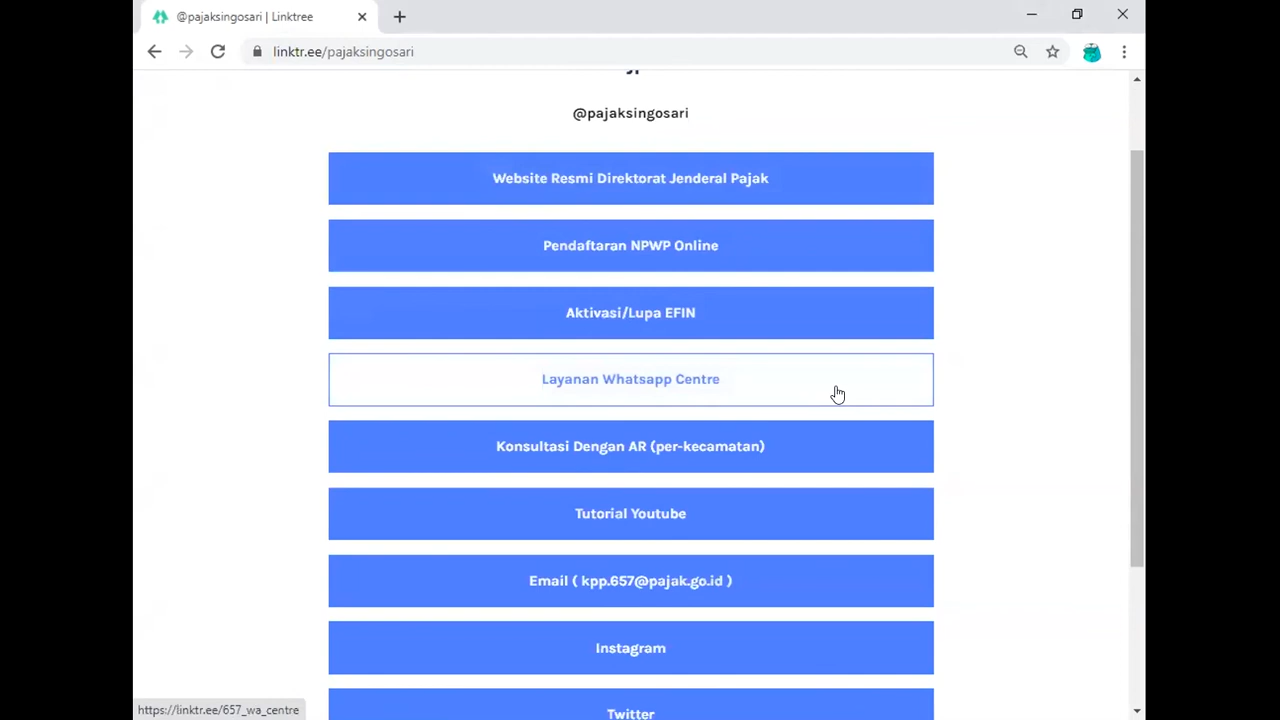 @pajaksingosari | Linktree
linktr.ee/pajaksingosari
@pajaksingosari
Website Resmi Direktorat Jenderal Pajak
Pendaftaran NPWP Online
Aktivasi/Lupa EFIN
Layanan Whatsapp Centre
Konsultasi Dengan AR (per-kecamatan)
Tutorial Youtube
Email ( kpp.657@pajak.go.id )
Instagram
Twitter
https://linktr.ee/657_wa_centre